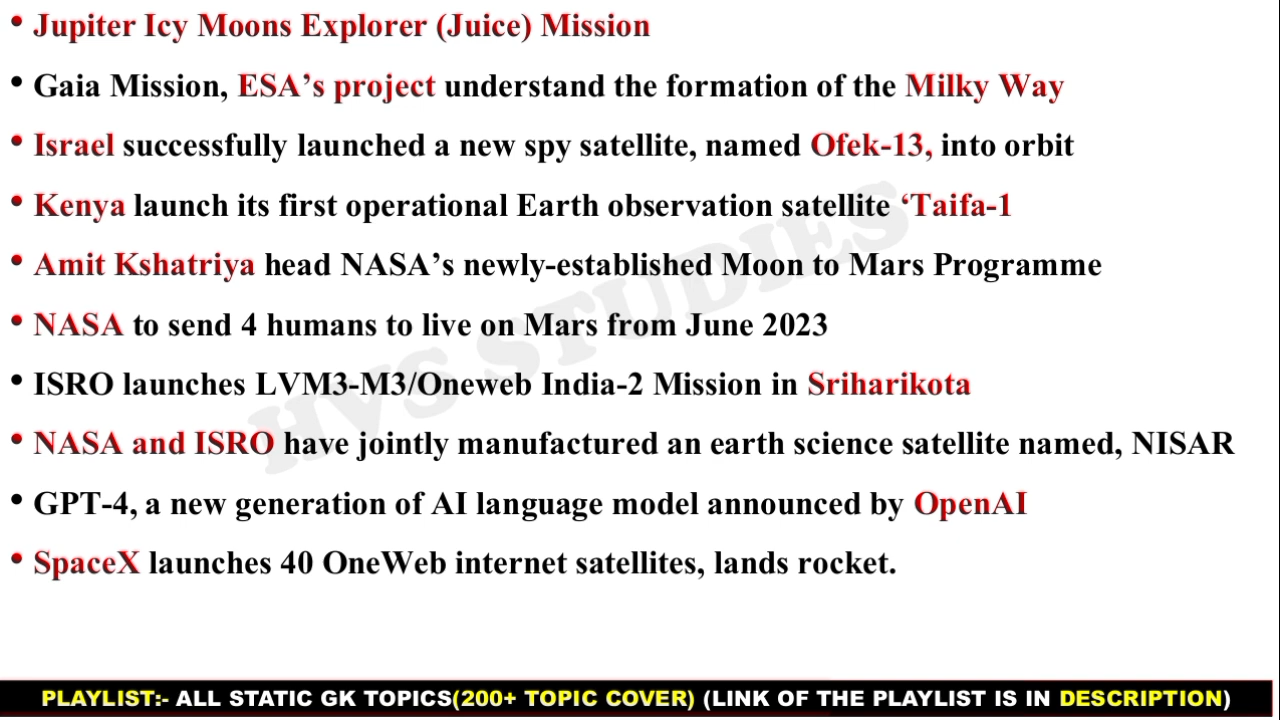 • Jupiter Icy Moons Explorer (Juice) Mission
• Gaia Mission, ESA’s project understand the formation of the Milky Way
• Israel successfully launched a new spy satellite, named Ofek-13, into orbit
• Kenya launch its first operational Earth observation satellite ‘Taifa-1
• Amit Kshatriya head NASA’s newly-established Moon to Mars Programme
• NASA to send 4 humans to live on Mars from June 2023
• ISRO launches LVM3-M3/Oneweb India-2 Mission in Sriharikota
• NASA and ISRO have jointly manufactured an earth science satellite named, NISAR
• GPT-4, a new generation of AI language model announced by OpenAI
• SpaceX launches 40 OneWeb internet satellites, lands rocket.
HVS STUDIES
PLAYLIST:- ALL STATIC GK TOPICS(200+ TOPIC COVER) (LINK OF THE PLAYLIST IS IN DESCRIPTION)